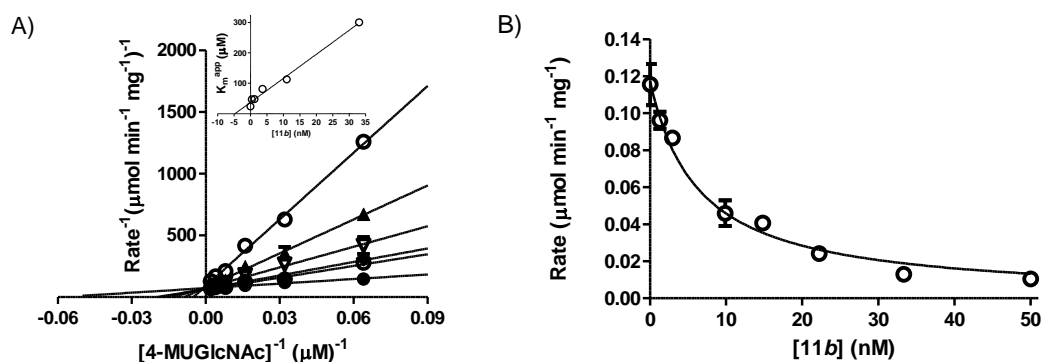 A)
Rate⁻¹ (μmol min⁻¹ mg⁻¹)⁻¹
2000
1500
1000
500
-0.06 -0.03 0.00 0.03 0.06 0.09
[4-MUGlcNAc]⁻¹ (μM)⁻¹
Kₘᵃᵖᵖ (μM)
300
200
100
-10 -5 0 5 10 15 20 25 30 35
[11b] (nM)
B)
Rate (μmol min⁻¹ mg⁻¹)
0.14
0.12
0.10
0.08
0.06
0.04
0.02
0.00
0 10 20 30 40 50
[11b] (nM)